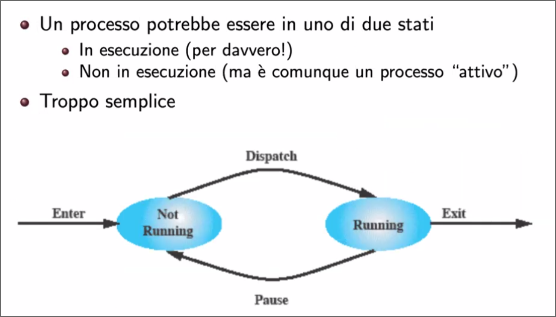 Un processo potrebbe essere in uno di due stati
In esecuzione (per davvero!)
Non in esecuzione (ma è comunque un processo “attivo”)
Troppo semplice
Dispatch
Enter
Not
Running
Running
Exit
Pause